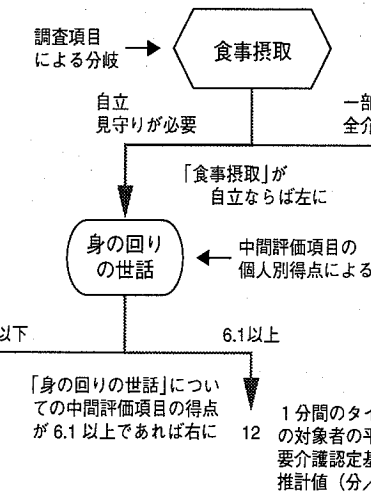 調査項目
による分岐
食事摂取
自立
見守りが必要
一部
全介
「食事摂取」が
自立ならば左に
身の回り
の世話
中間評価項目の
個人別得点による
以下
6.1以上
「身の回りの世話」につい
ての中間評価項目の得点
が 6.1 以上であれば右に
12
1分間のタイ
の対象者の平
要介護認定基
推計値（分／